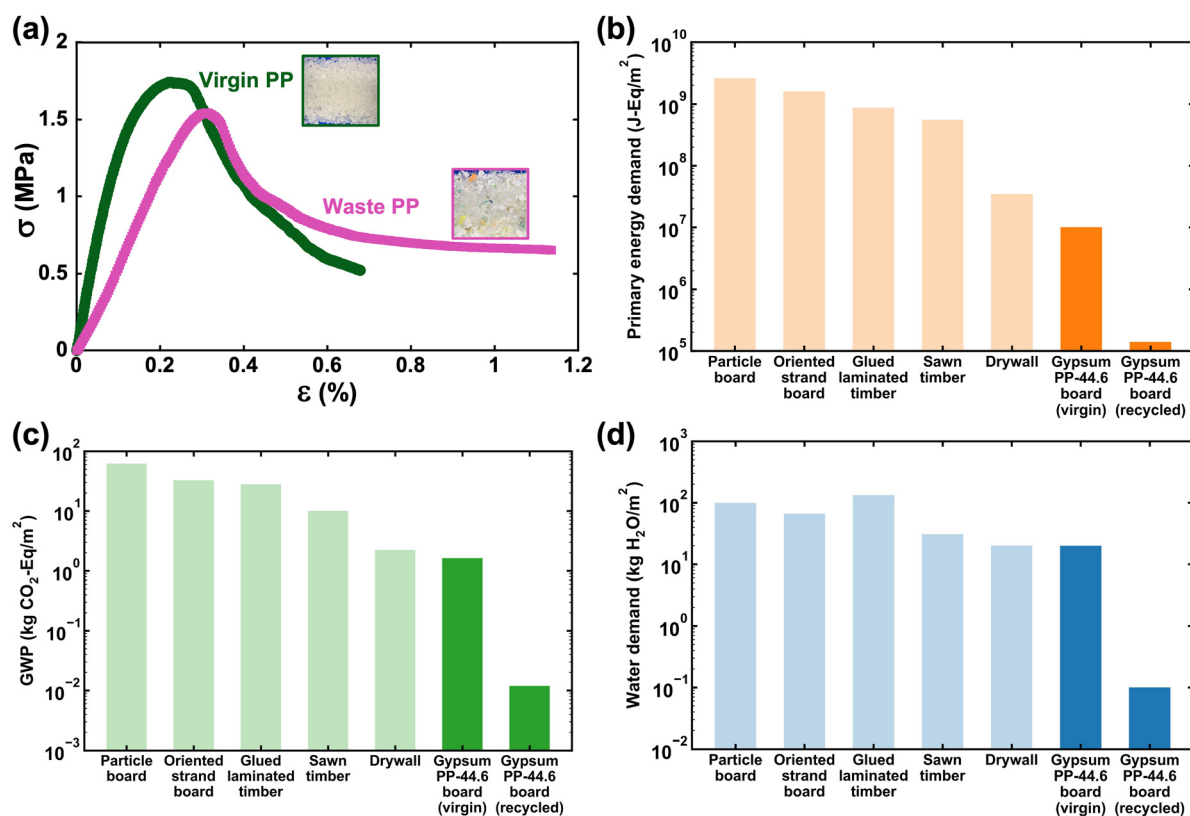 (a)
2
1.5
1
0.5
0
σ (MPa)
Virgin PP
Waste PP
0
0.2
0.4
0.6
0.8
1
1.2
ε (%)
(b)
10^10
10^9
10^8
10^7
10^6
10^5
Primary energy demand (J-Eq/m^2)
Particle
board
Oriented
strand
board
Glued
laminated
timber
Sawn
timber
Drywall
Gypsum
PP-44.6
board
(virgin)
Gypsum
PP-44.6
board
(recycled)
(c)
10^2
10^1
10^0
10^−1
10^−2
10^−3
GWP (kg CO₂-Eq/m^2)
Particle
board
Oriented
strand
board
Glued
laminated
timber
Sawn
timber
Drywall
Gypsum
PP-44.6
board
(virgin)
Gypsum
PP-44.6
board
(recycled)
(d)
10^3
10^2
10^1
10^0
10^−1
10^−2
Water demand (kg H₂O/m^2)
Particle
board
Oriented
strand
board
Glued
laminated
timber
Sawn
timber
Drywall
Gypsum
PP-44.6
board
(virgin)
Gypsum
PP-44.6
board
(recycled)